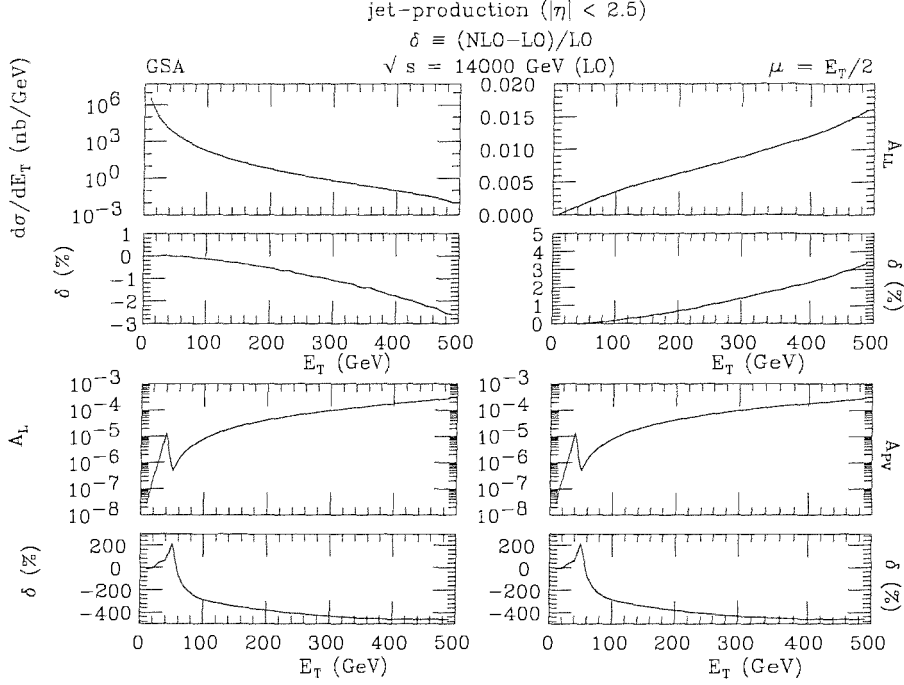 jet-production (|η| < 2.5)
δ ≡ (NLO-LO)/LO
GSA √ s = 14000 GeV (LO) μ = E_T/2
dσ/dE_T (nb/GeV)
10^6
10^3
10^0
10^-3
0.020
0.015
0.010
0.005
0.000
A_LL
δ (%)
1
0
-1
-2
-3
5
4
3
2
1
0
δ (%)
0 100 200 300 400 500
E_T (GeV)
0 100 200 300 400 500
E_T (GeV)
A_L
10^-3
10^-4
10^-5
10^-6
10^-7
10^-8
10^-3
10^-4
10^-5
10^-6
10^-7
10^-8
A_PV
δ (%)
200
0
-200
-400
200
0
-200
-400
δ (%)
0 100 200 300 400 500
E_T (GeV)
0 100 200 300 400 500
E_T (GeV)